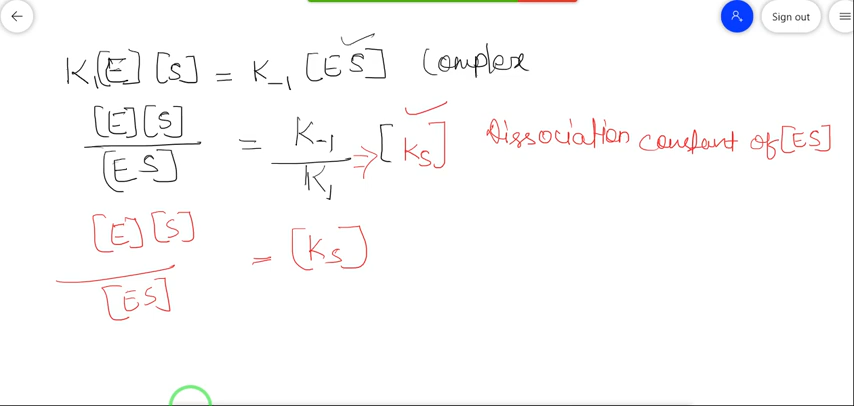 Sign out
K₁[E][S] = K₋₁ [ES] Complex
[E][S] / [ES] = K₋₁ / K₁ ⇒ [KS] Dissociation constant of [ES]
[E][S] / [ES] = [KS]